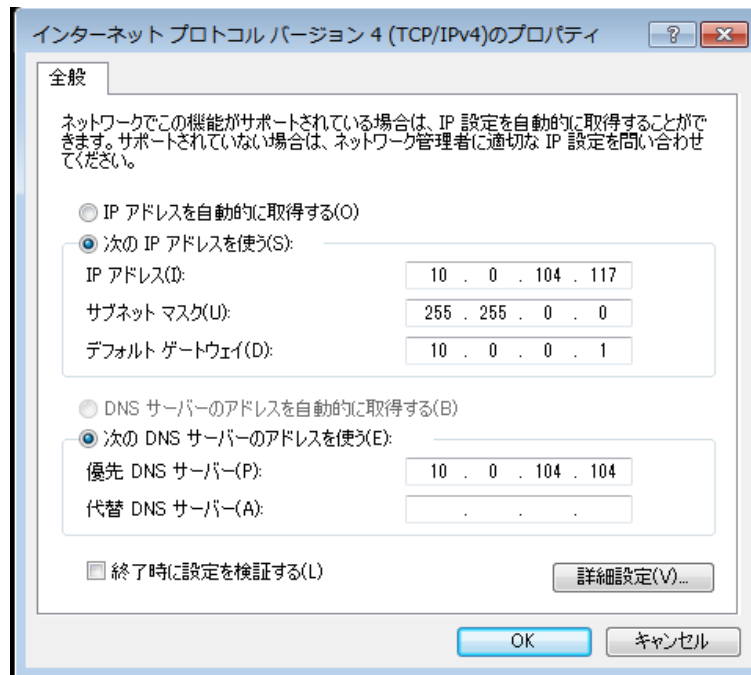 インターネット プロトコル バージョン 4 (TCP/IPv4)のプロパティ
全般
ネットワークでこの機能がサポートされている場合は、IP 設定を自動的に取得することがで
きます。サポートされていない場合は、ネットワーク管理者に適切な IP 設定を問い合わせ
てください。
IP アドレスを自動的に取得する(O)
次の IP アドレスを使う(S):
IP アドレス(I): 10 . 0 . 104 . 117
サブネット マスク(U): 255 . 255 . 0 . 0
デフォルト ゲートウェイ(D): 10 . 0 . 0 . 1
DNS サーバーのアドレスを自動的に取得する(B)
次の DNS サーバーのアドレスを使う(E):
優先 DNS サーバー(P): 10 . 0 . 104 . 104
代替 DNS サーバー(A): . . .
終了時に設定を検証する(L)
詳細設定(V)...
OK キャンセル